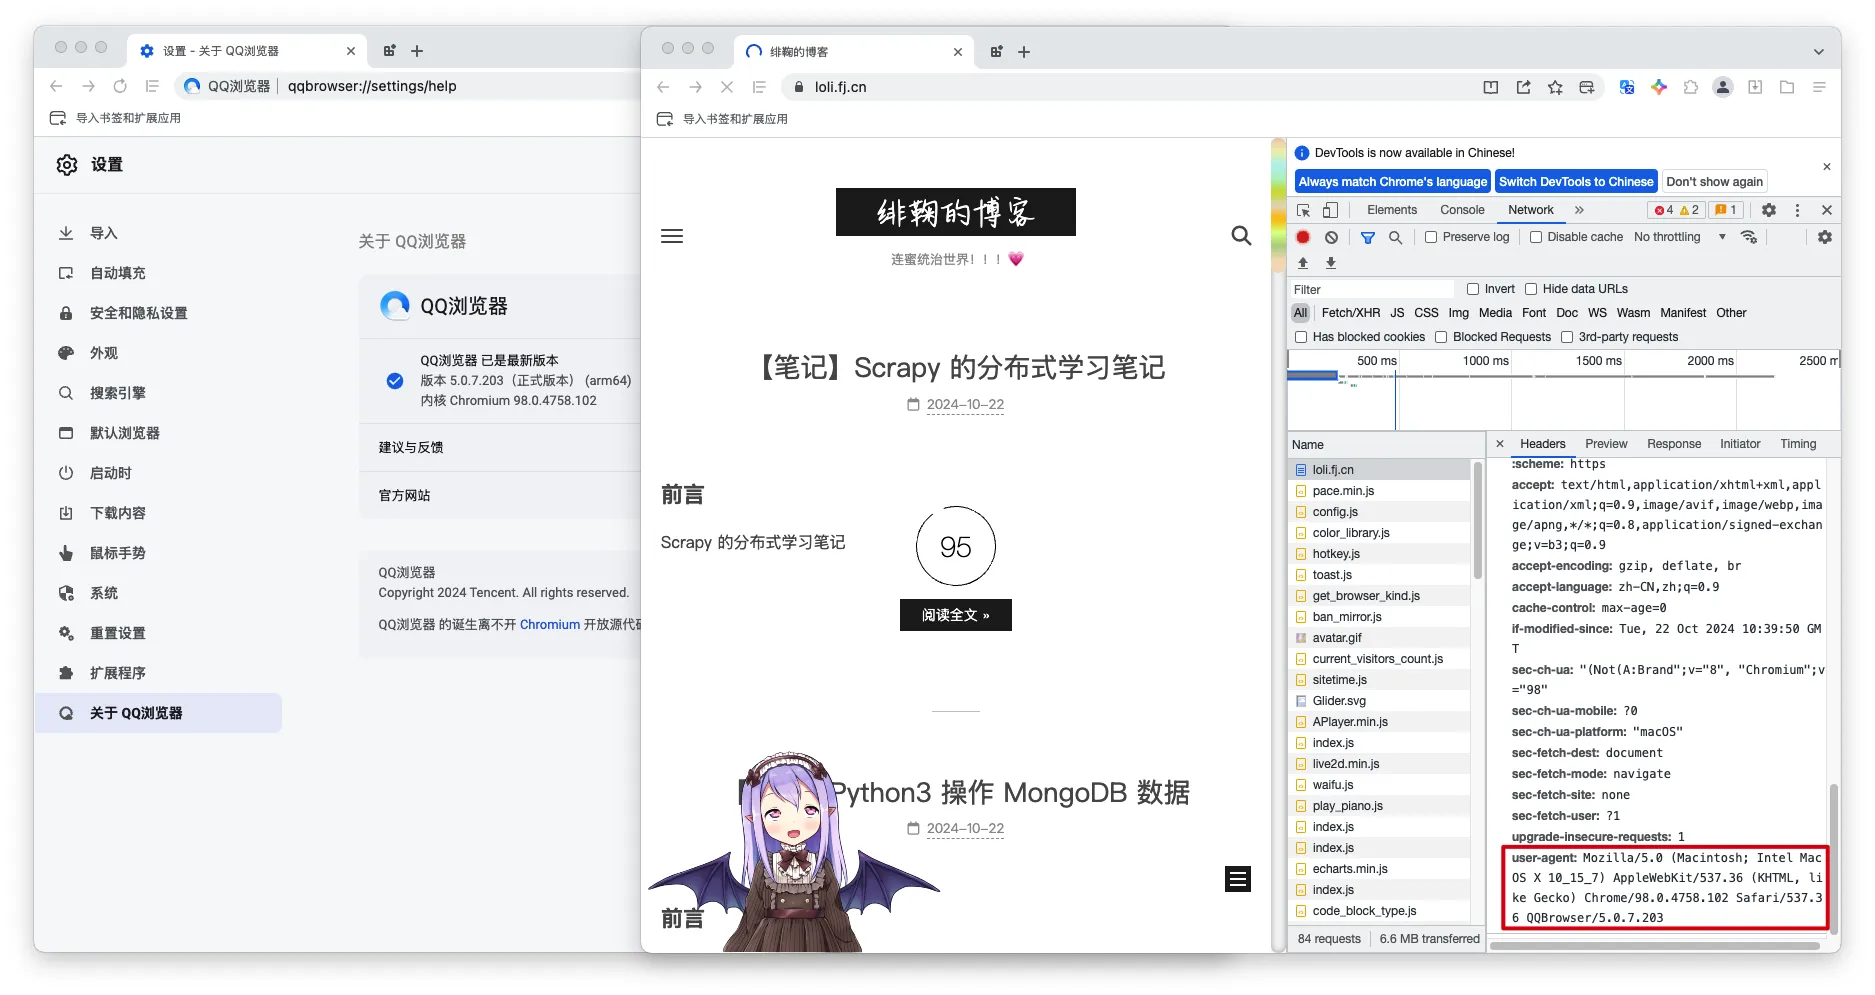 设置 - 关于 QQ浏览器
QQ浏览器
qqbrowser://settings/help
导入书签和扩展应用
设置
导入
自动填充
安全和隐私设置
外观
搜索引擎
默认浏览器
启动时
下载内容
鼠标手势
系统
重置设置
扩展程序
关于 QQ浏览器
关于 QQ浏览器
QQ浏览器
QQ浏览器 已是最新版本
版本 5.0.7.203（正式版本） (arm64)
内核 Chromium 98.0.4758.102
建议与反馈
官方网站
QQ浏览器
Copyright 2024 Tencent. All rights reserved.
QQ浏览器 的诞生离不开 Chromium 开放源代
绯鞠的博客
loli.fj.cn
导入书签和扩展应用
绯鞠的博客
连蜜统治世界！！！💗
【笔记】Scrapy 的分布式学习笔记
2024-10-22
前言
Scrapy 的分布式学习笔记
95
阅读全文 »
Python3 操作 MongoDB 数据
2024-10-22
前言
DevTools is now available in Chinese!
Always match Chrome's language
Switch DevTools to Chinese
Don't show again
Elements
Console
Network
»
4
2
1
Preserve log
Disable cache
No throttling
Filter
Invert
Hide data URLs
All
Fetch/XHR
JS
CSS
Img
Media
Font
Doc
WS
Wasm
Manifest
Other
Has blocked cookies
Blocked Requests
3rd-party requests
500 ms
1000 ms
1500 ms
2000 ms
2500 m
Name
loli.fj.cn
pace.min.js
config.js
color_library.js
hotkey.js
toast.js
get_browser_kind.js
ban_mirror.js
avatar.gif
current_visitors_count.js
sitetime.js
Glider.svg
APlayer.min.js
index.js
live2d.min.js
waifu.js
play_piano.js
index.js
index.js
echarts.min.js
index.js
code_block_type.js
84 requests
6.6 MB transferred
Headers
Preview
Response
Initiator
Timing
:scheme: https
accept: text/html,application/xhtml+xml,appl
ication/xml;q=0.9,image/avif,image/webp,ima
ge/apng,*/*;q=0.8,application/signed-exchan
ge;v=b3;q=0.9
accept-encoding: gzip, deflate, br
accept-language: zh-CN,zh;q=0.9
cache-control: max-age=0
if-modified-since: Tue, 22 Oct 2024 10:39:50 GM
T
sec-ch-ua: "(Not(A:Brand";v="8", "Chromium";v
="98"
sec-ch-ua-mobile: ?0
sec-ch-ua-platform: "macOS"
sec-fetch-dest: document
sec-fetch-mode: navigate
sec-fetch-site: none
sec-fetch-user: ?1
upgrade-insecure-requests: 1
user-agent: Mozilla/5.0 (Macintosh; Intel Mac
OS X 10_15_7) AppleWebKit/537.36 (KHTML, li
ke Gecko) Chrome/98.0.4758.102 Safari/537.3
6 QQBrowser/5.0.7.203